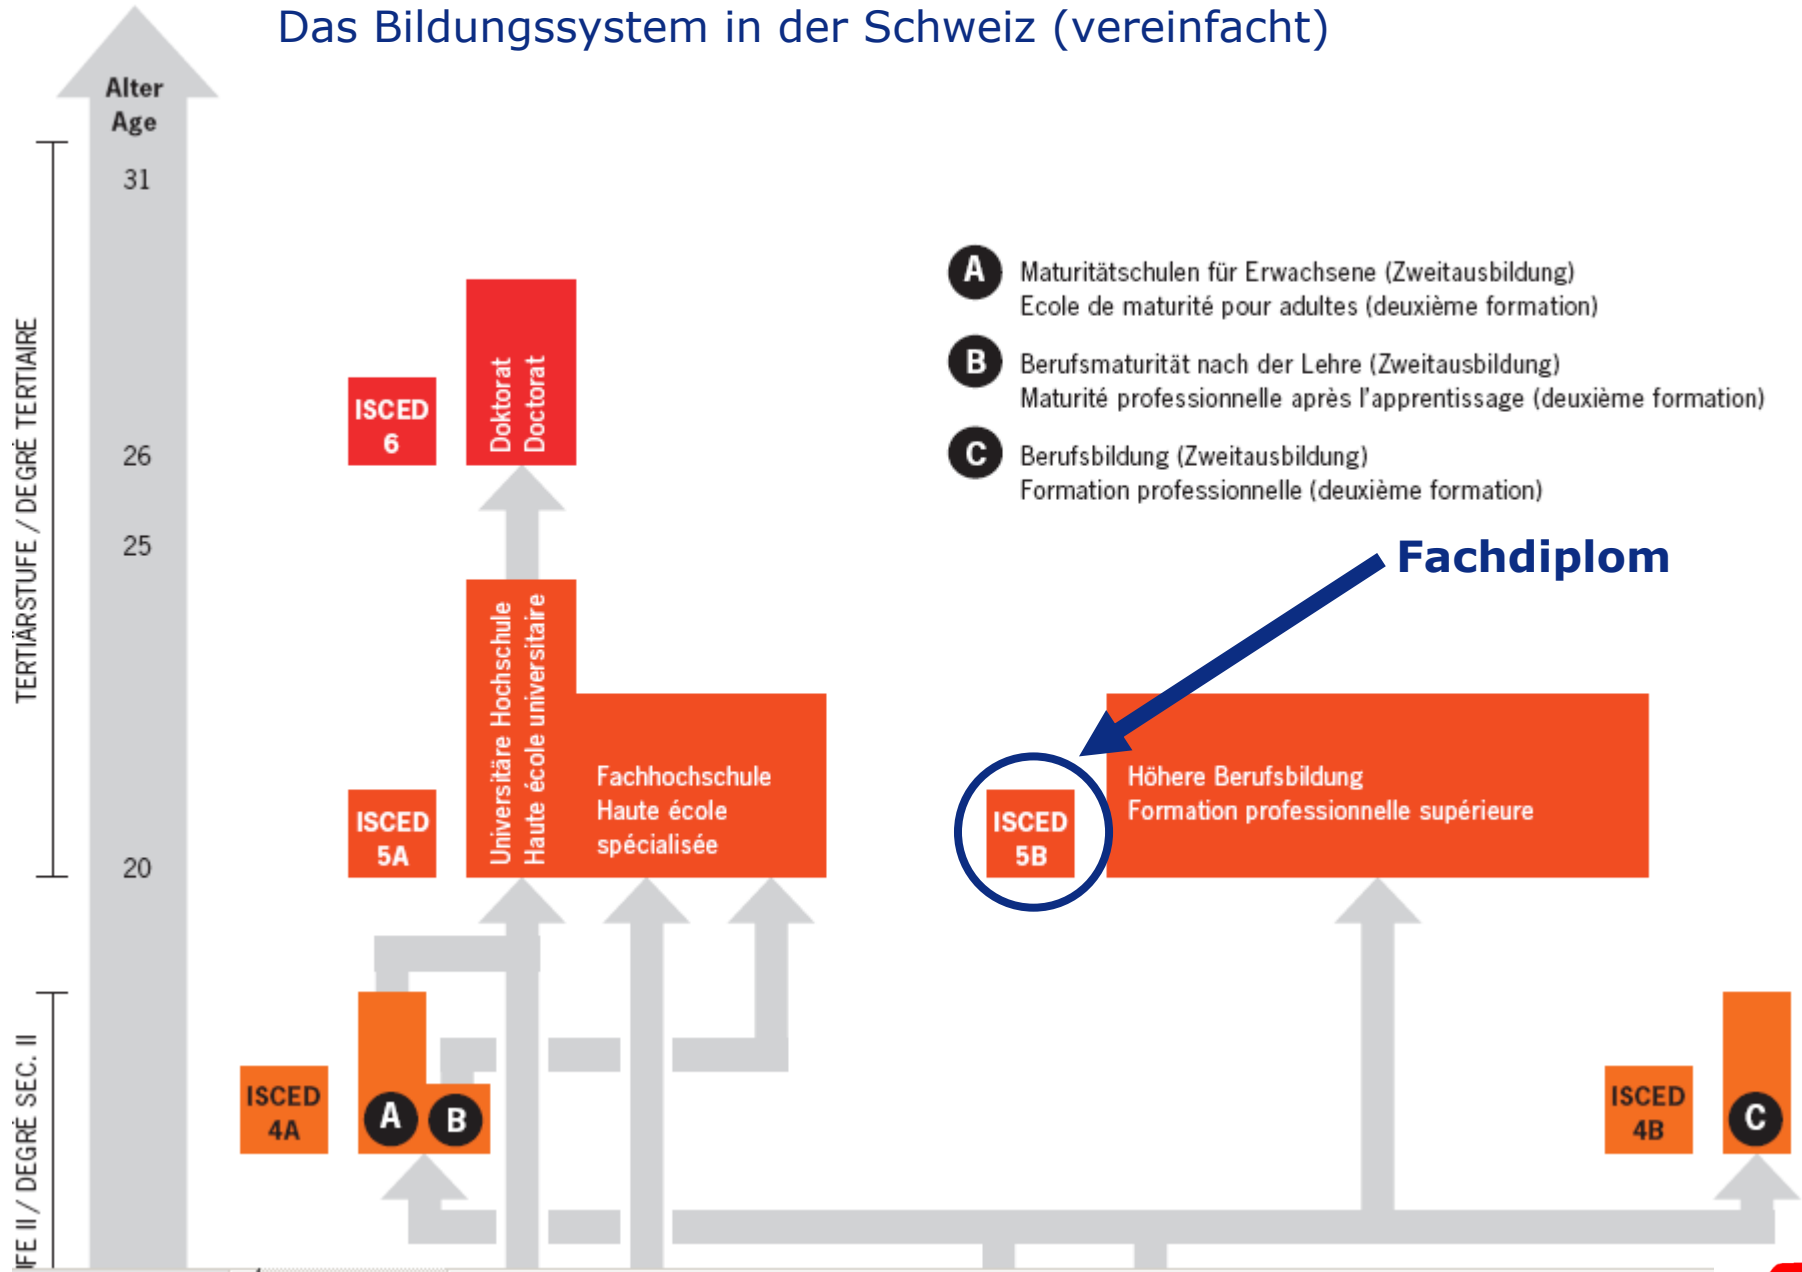 Das Bildungssystem in der Schweiz (vereinfacht)
Alter
Age
31
26
25
20
TERTIÄRSTUFE / DEGRÉ TERTIAIRE
A
Maturitätschulen für Erwachsene (Zweitausbildung)
Ecole de maturité pour adultes (deuxième formation)
B
Berufsmaturität nach der Lehre (Zweitausbildung)
Maturité professionnelle après l'apprentissage (deuxième formation)
C
Berufsbildung (Zweitausbildung)
Formation professionnelle (deuxième formation)
ISCED
6
Doktorat
Doctorat
Fachdiplom
Universitäre Hochschule
Haute école universitaire
ISCED
5A
Fachhochschule
Haute école
spécialisée
ISCED
5B
Höhere Berufsbildung
Formation professionnelle supérieure
UFE II / DEGRÉ SEC. II
ISCED
4A
A
B
ISCED
4B
C